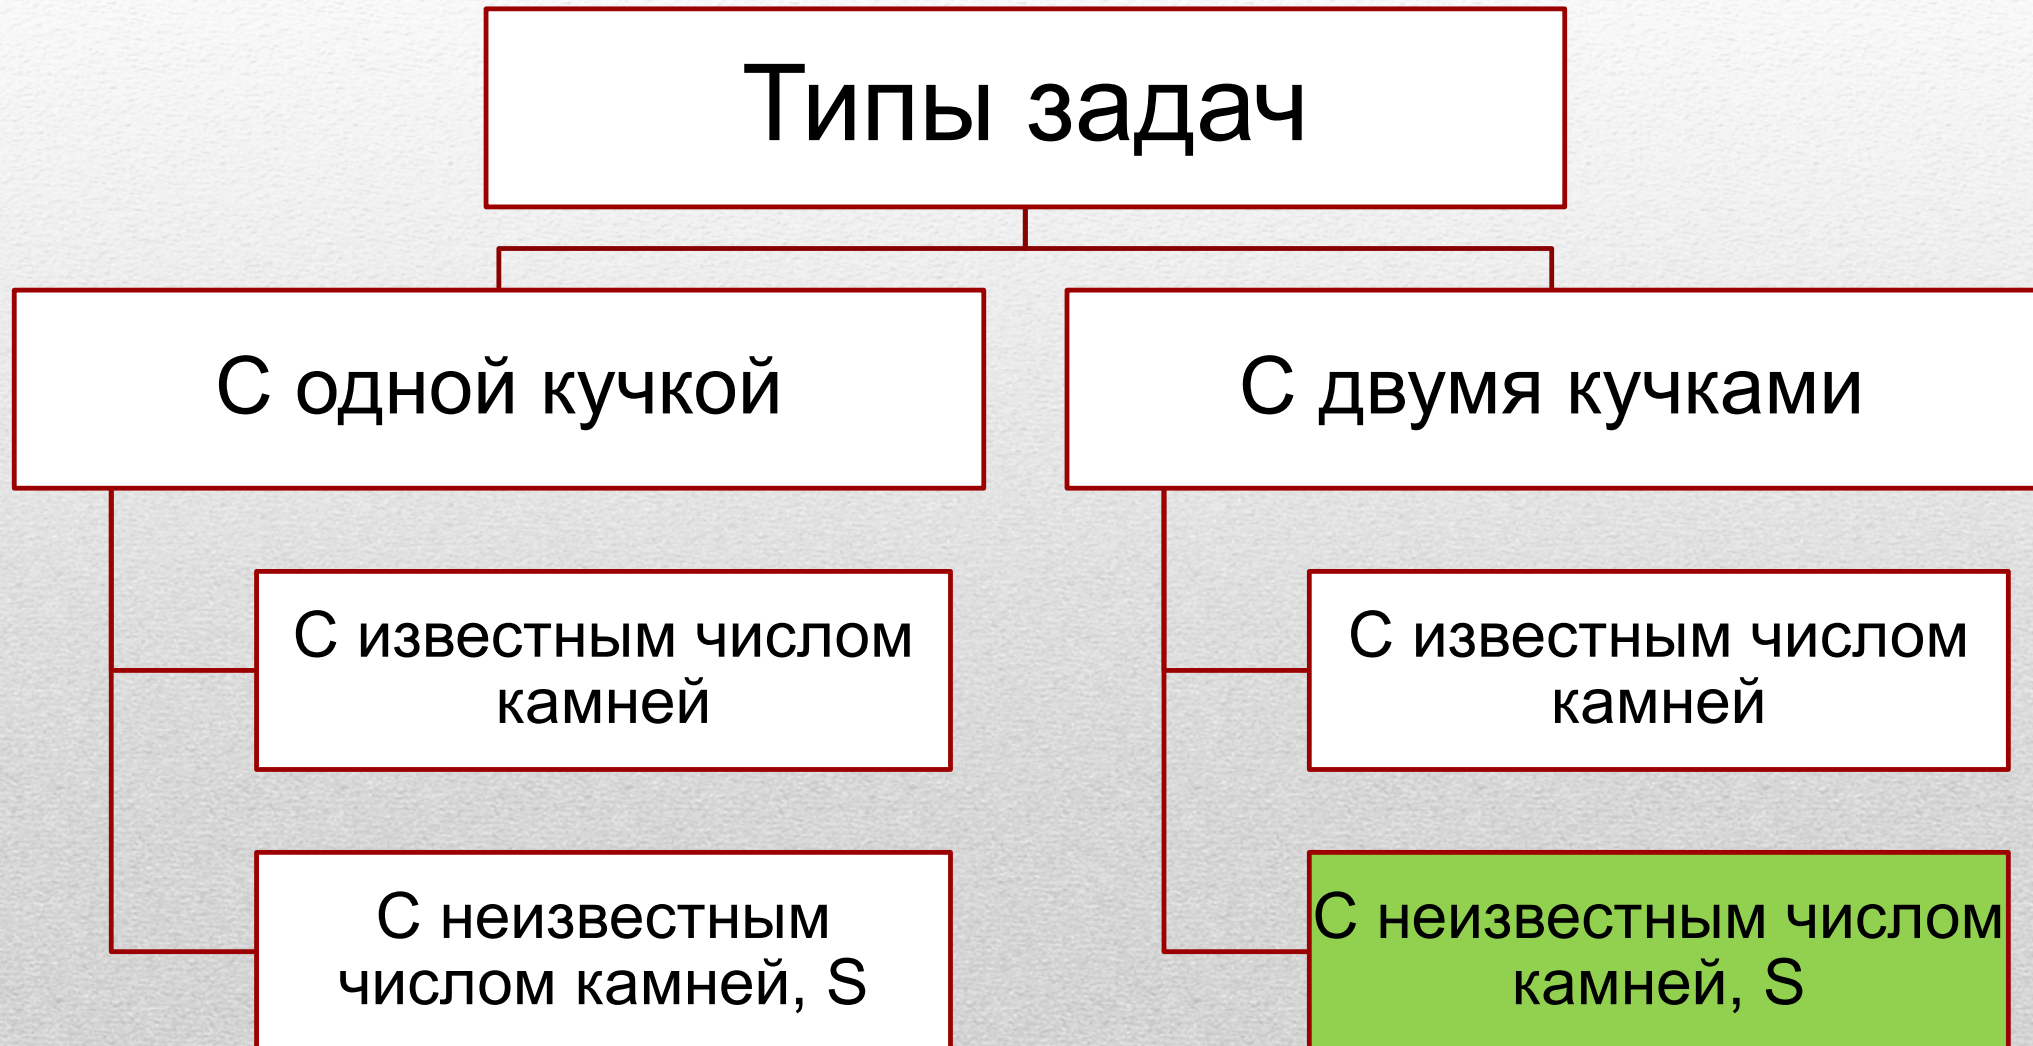 Типы задач
С одной кучкой
С двумя кучками
С известным числом
камней
С известным числом
камней
С неизвестным
числом камней, S
С неизвестным числом
камней, S